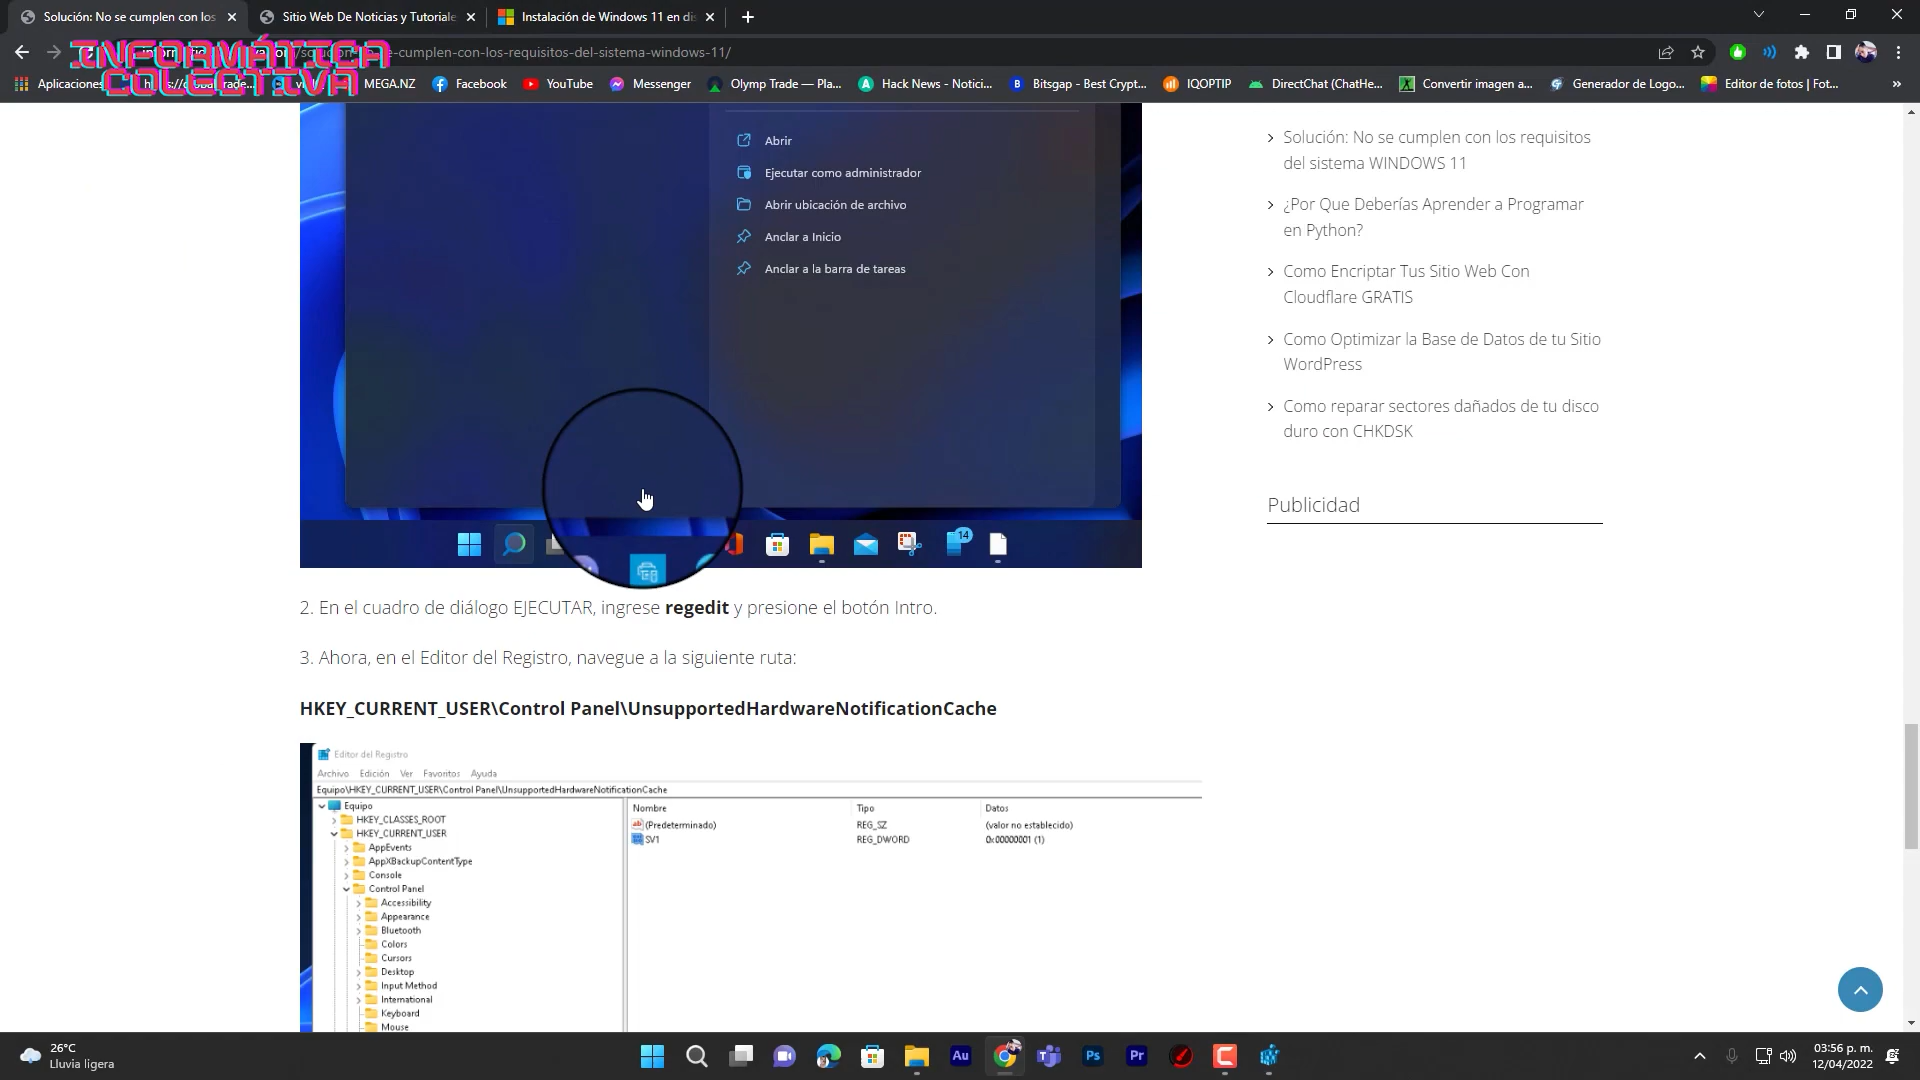 Solución: No se cumplen con los
Sitio Web De Noticias y Tutoriale
Instalación de Windows 11 en di
INFORMÁTICA
COLECTIVA
e-cumplen-con-los-requisitos-del-sistema-windows-11/
Aplicacione
MEGA.NZ
Facebook
YouTube
Messenger
Olymp Trade — Pla...
Hack News - Notici...
Bitsgap - Best Crypt...
IQOPTIP
DirectChat (ChatHe...
Convertir imagen a...
Generador de Logo...
Editor de fotos | Fot...
Abrir
Ejecutar como administrador
Abrir ubicación de archivo
Anclar a Inicio
Anclar a la barra de tareas
14
2. En el cuadro de diálogo EJECUTAR, ingrese regedit y presione el botón Intro.
3. Ahora, en el Editor del Registro, navegue a la siguiente ruta:
HKEY_CURRENT_USER\Control Panel\UnsupportedHardwareNotificationCache
Editor del Registro
Archivo Edición Ver Favoritos Ayuda
Equipo\HKEY_CURRENT_USER\Control Panel\UnsupportedHardwareNotificationCache
Equipo
HKEY_CLASSES_ROOT
HKEY_CURRENT_USER
AppEvents
AppXBackupContentType
Console
Control Panel
Accessibility
Appearance
Bluetooth
Colors
Cursors
Desktop
Input Method
International
Keyboard
Mouse
Nombre Tipo Datos
(Predeterminado) REG_SZ (valor no establecido)
SV1 REG_DWORD 0x00000001 (1)
Solución: No se cumplen con los requisitos
del sistema WINDOWS 11
¿Por Que Deberías Aprender a Programar
en Python?
Como Encriptar Tus Sitio Web Con
Cloudflare GRATIS
Como Optimizar la Base de Datos de tu Sitio
WordPress
Como reparar sectores dañados de tu disco
duro con CHKDSK
Publicidad
26°C
Lluvia ligera
Au
Ps
Pr
03:56 p. m.
12/04/2022